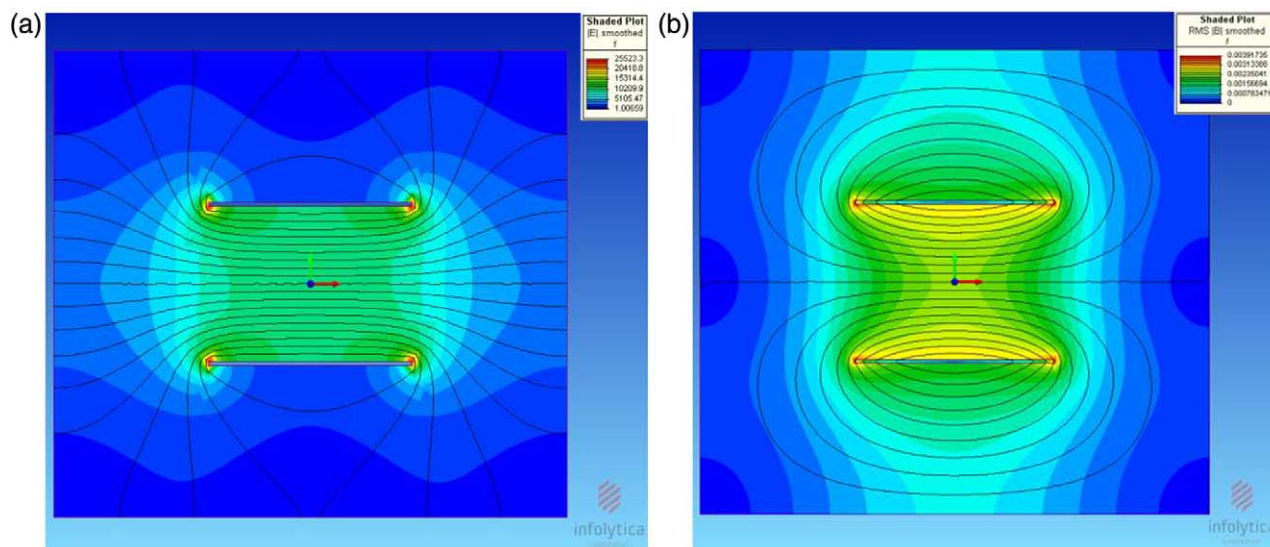 (a)
Shaded Plot
|E| smoothed
f
25523.3
20418.8
15314.4
10209.9
5105.47
1.00659
infolytica
(b)
Shaded Plot
RMS |B| smoothed
f
0.00391735
0.00313388
0.00235041
0.00156694
0.000783471
0
infolytica